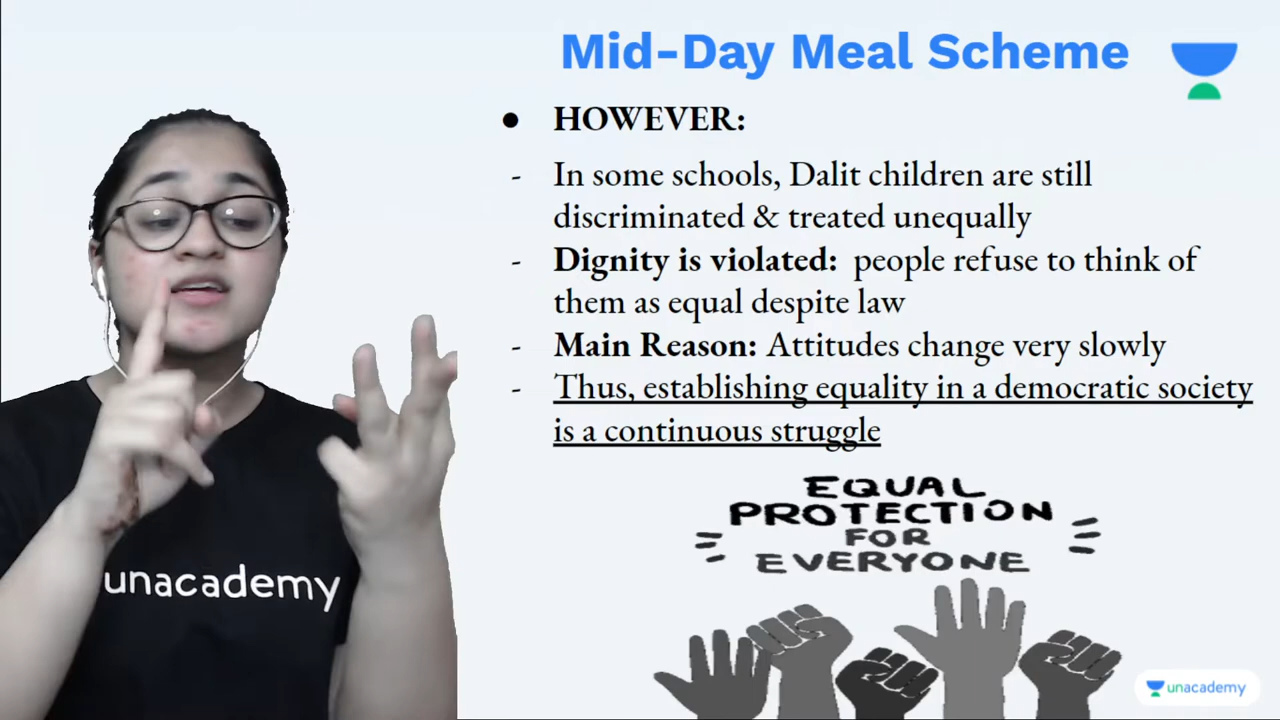 Mid-Day Meal Scheme
● HOWEVER:
- In some schools, Dalit children are still
discriminated & treated unequally
- Dignity is violated: people refuse to think of
them as equal despite law
- Main Reason: Attitudes change very slowly
- Thus, establishing equality in a democratic society
is a continuous struggle
EQUAL
PROTECTION
FOR
EVERYONE
unacademy
unacademy